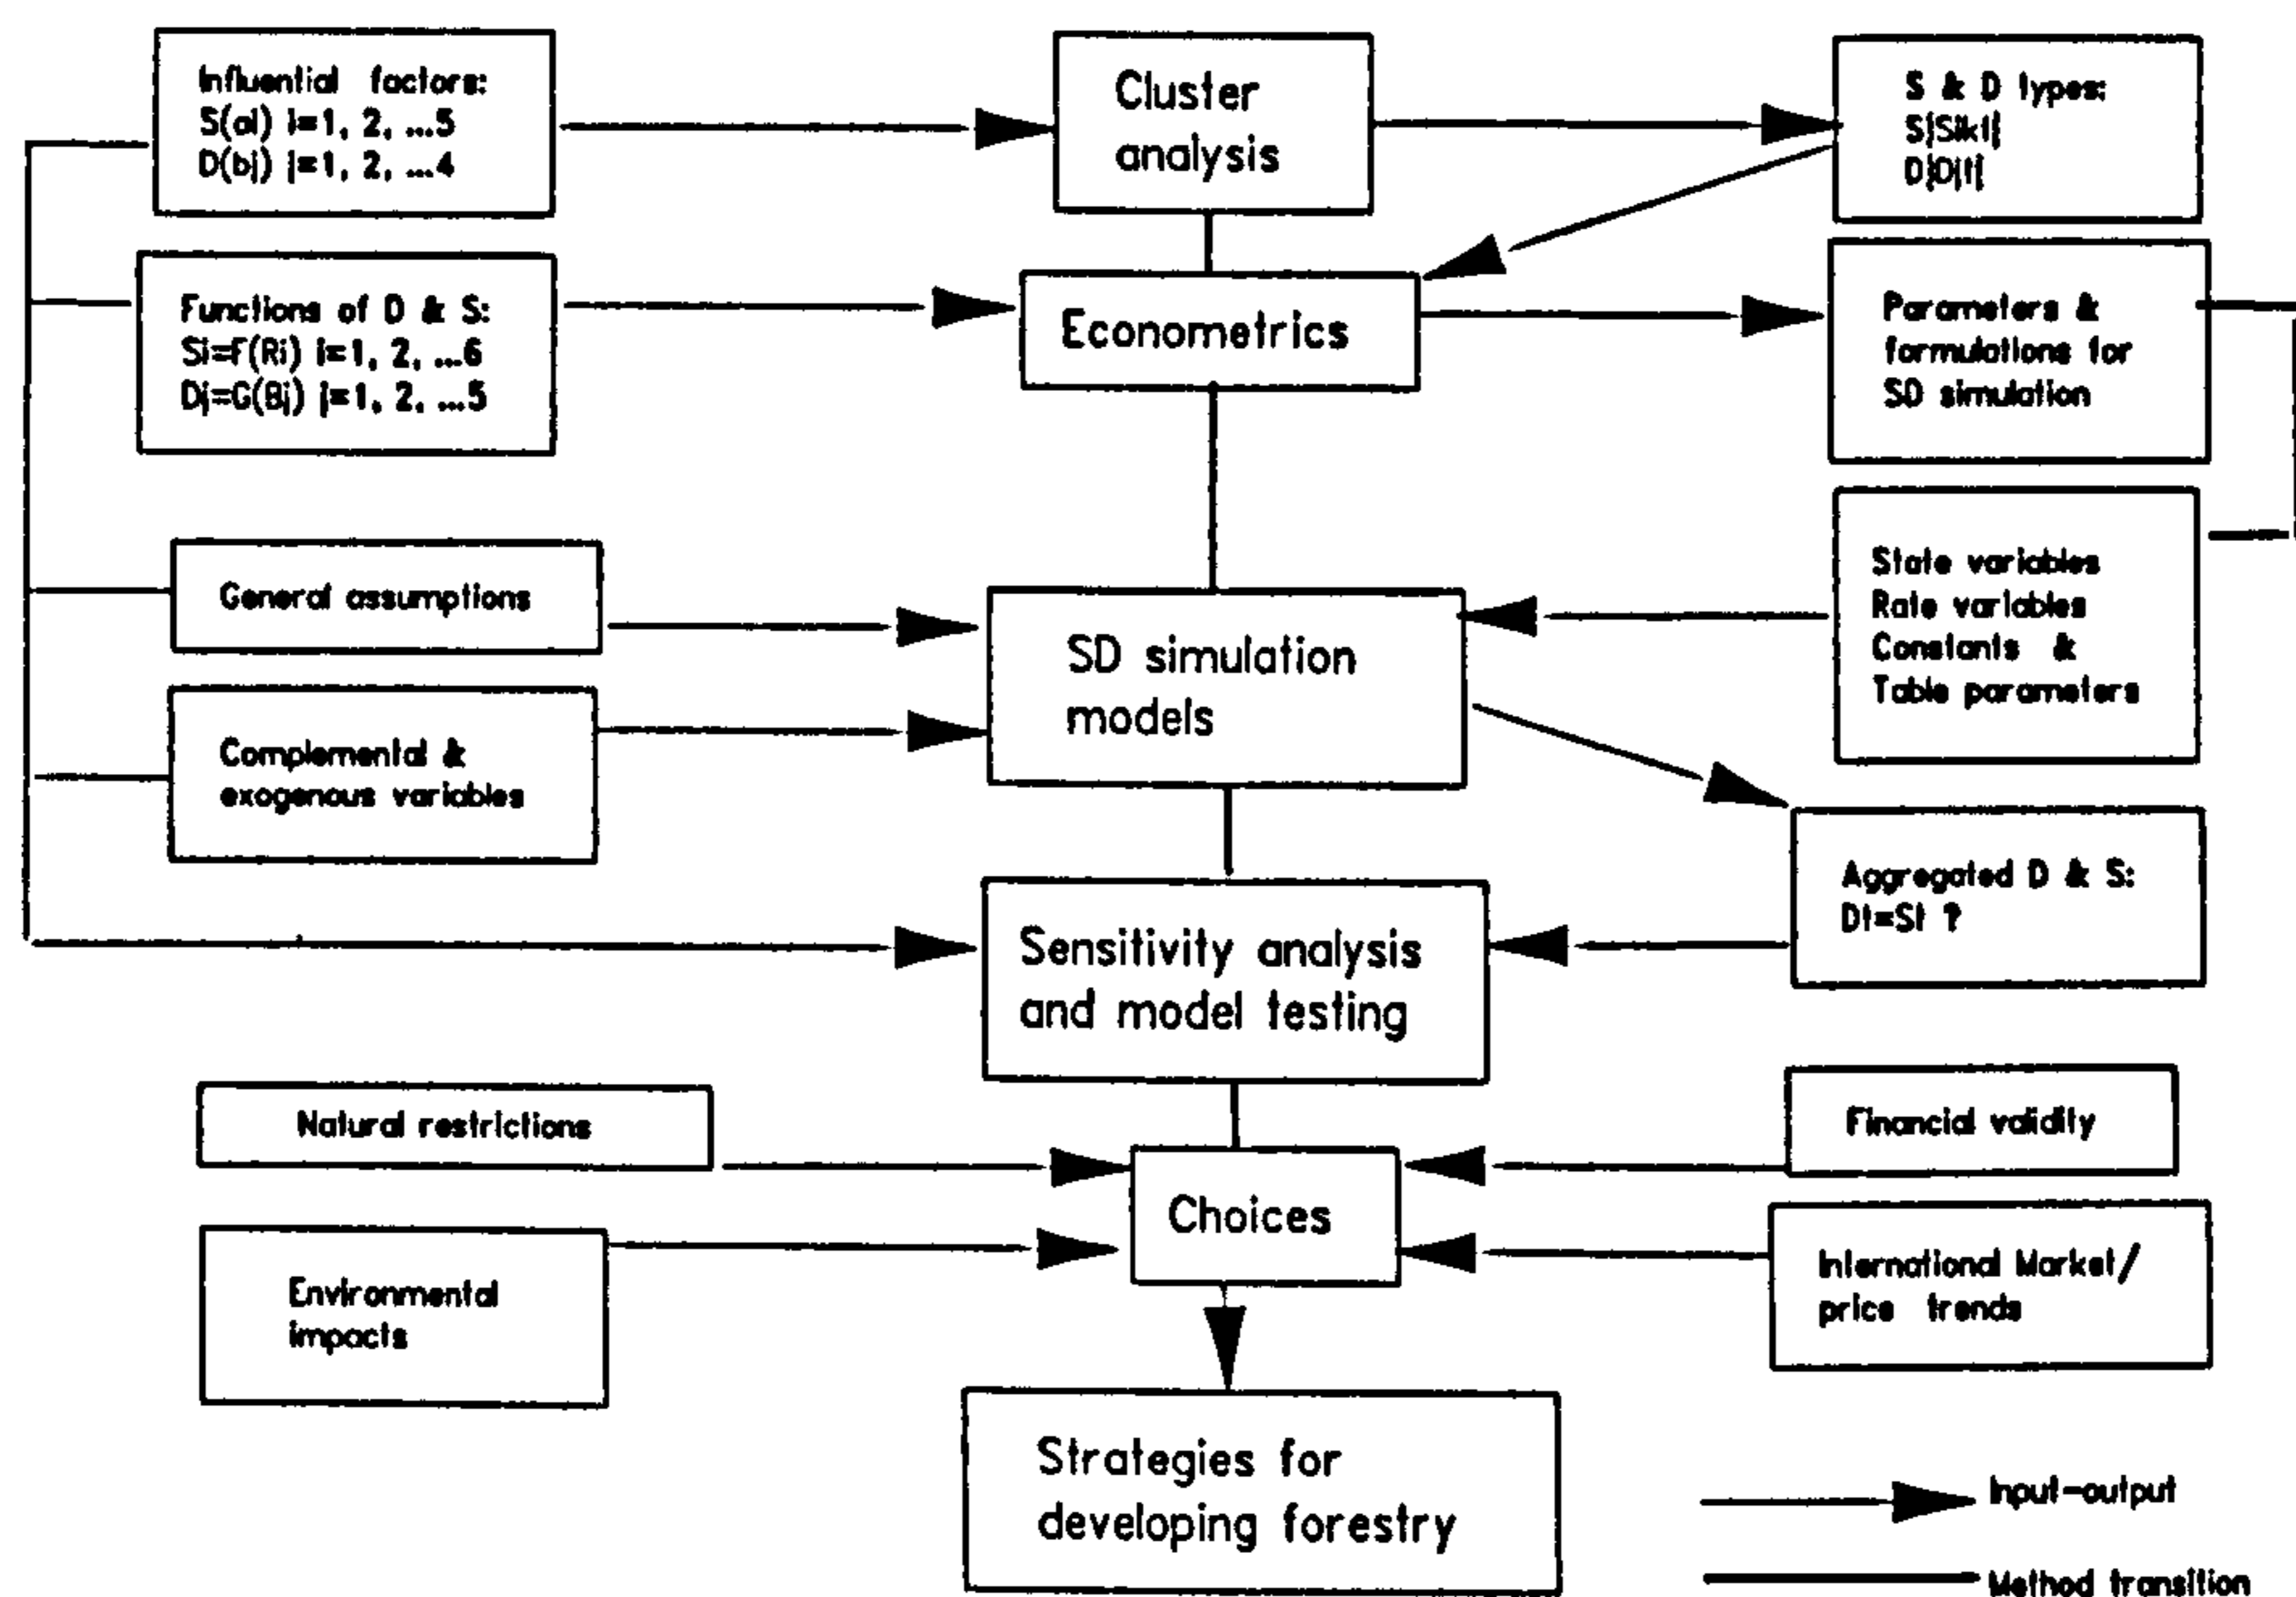 Influential factors:
S(ai) i=1, 2, ...5
D(bj) j=1, 2, ...4
Cluster
analysis
S & D types:
Functions of D & S:
Si=F(Ri) i=1, 2, ...6
Dj=G(Bj) j=1, 2, ...5
Econometrics
Parameters &
formulations for
SD simulation
General assumptions
SD simulation
models
State variables
Rate variables
Constants &
Table parameters
Complemental &
exogenous variables
Aggregated D & S:
Dt=St ?
Sensitivity analysis
and model testing
Natural restrictions
Financial validity
Choices
Environmental
impacts
International Market/
price trends
Strategies for
developing forestry
Input-output
Method transition